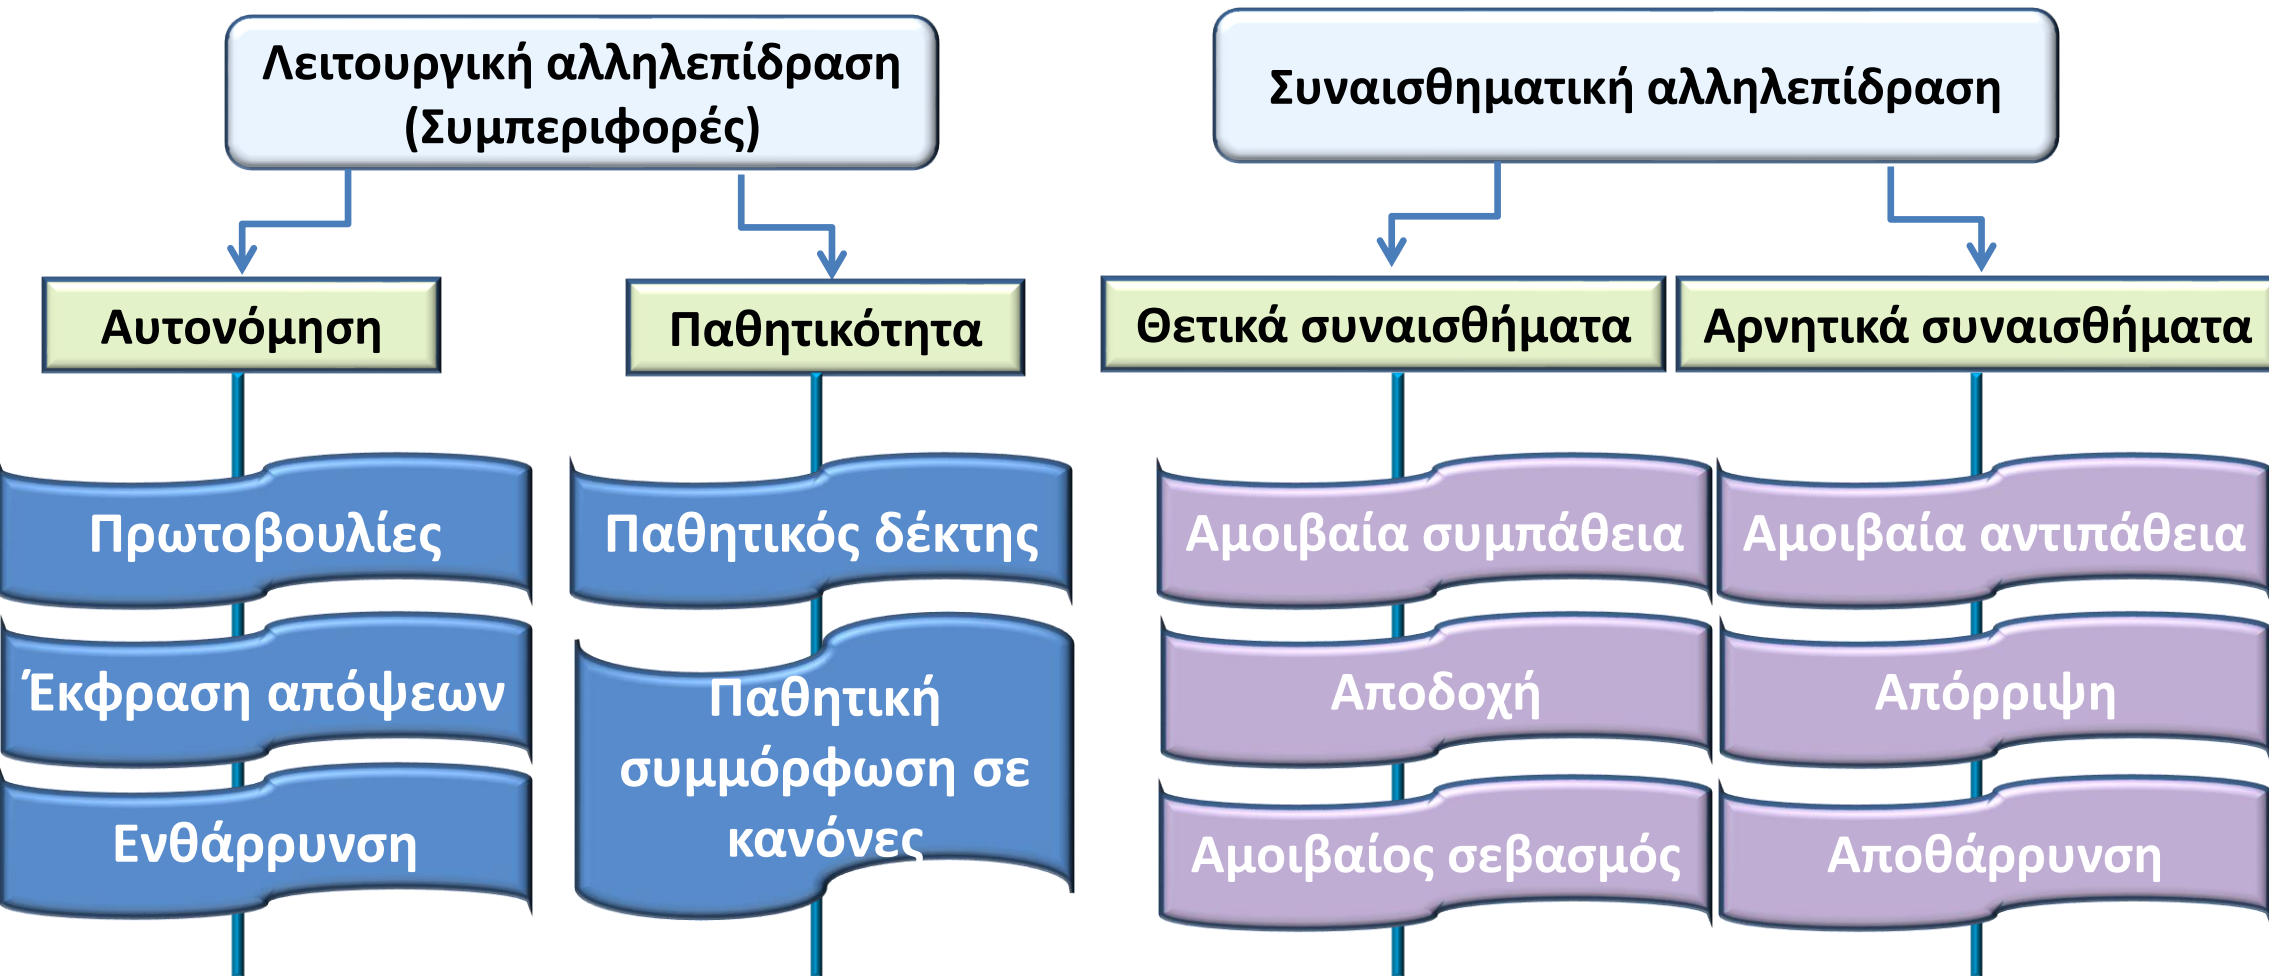 Λειτουργική αλληλεπίδραση
(Συμπεριφορές)
Συναισθηματική αλληλεπίδραση
Αυτονόμηση
Παθητικότητα
Θετικά συναισθήματα
Αρνητικά συναισθήματα
Πρωτοβουλίες
Έκφραση απόψεων
Ενθάρρυνση
Παθητικός δέκτης
Παθητική
συμμόρφωση σε
κανόνες
Αμοιβαία συμπάθεια
Αποδοχή
Αμοιβαίος σεβασμός
Αμοιβαία αντιπάθεια
Απόρριψη
Αποθάρρυνση